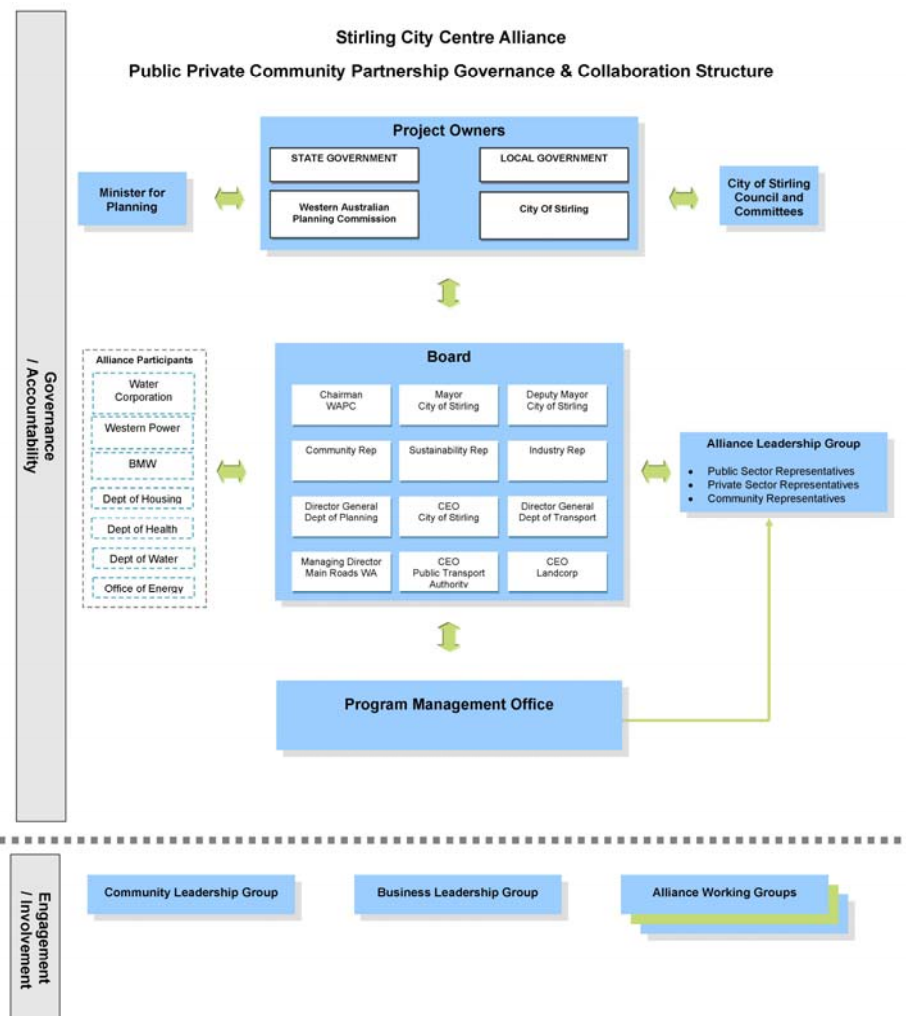 Stirling City Centre Alliance
Public Private Community Partnership Governance & Collaboration Structure
Governance
/ Accountability
Project Owners
STATE GOVERNMENT
LOCAL GOVERNMENT
Western Australian
Planning Commission
City Of Stirling
Minister for
Planning
City of Stirling
Council and
Committees
Alliance Participants
Water
Corporation
Western Power
BMW
Dept of Housing
Dept of Health
Dept of Water
Office of Energy
Board
Chairman
WAPC
Mayor
City of Stirling
Deputy Mayor
City of Stirling
Community Rep
Sustainability Rep
Industry Rep
Director General
Dept of Planning
CEO
City of Stirling
Director General
Dept of Transport
Managing Director
Main Roads WA
CEO
Public Transport
Authority
CEO
Landcorp
Alliance Leadership Group
• Public Sector Representatives
• Private Sector Representatives
• Community Representatives
Program Management Office
Engagement
/ Involvement
Community Leadership Group
Business Leadership Group
Alliance Working Groups